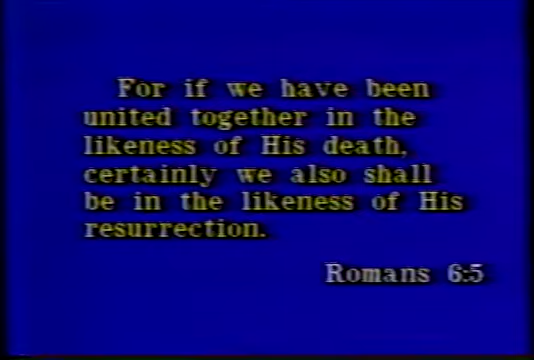 For if we have been
united together in the
likeness of His death,
certainly we also shall
be in the likeness of His
resurrection.
Romans 6:5